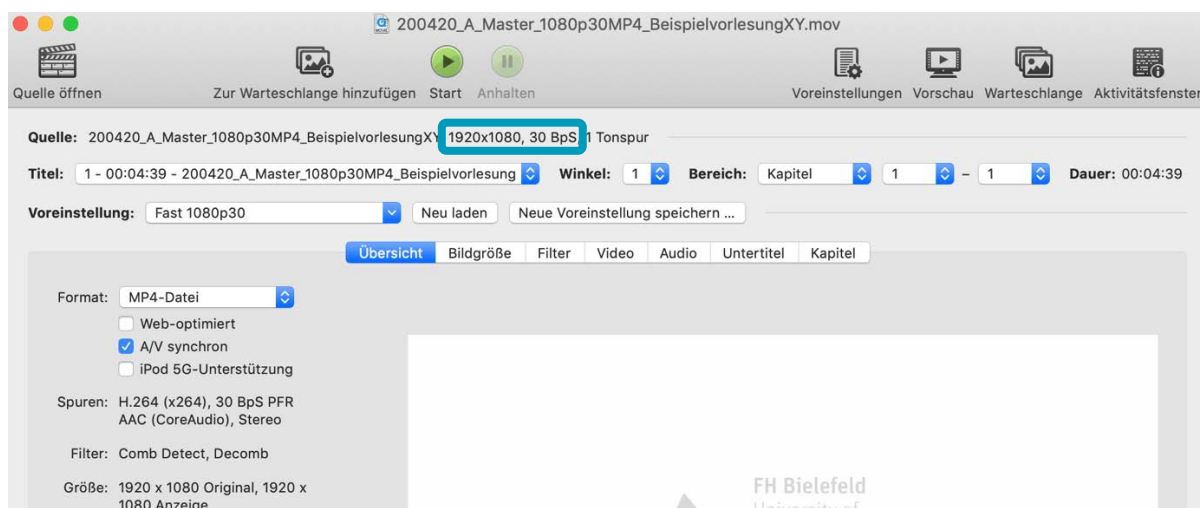 200420_A_Master_1080p30MP4_BeispielvorlesungXY.mov
Quelle öffnen Zur Warteschlange hinzufügen Start Anhalten Voreinstellungen Vorschau Warteschlange Aktivitätsfenster
Quelle: 200420_A_Master_1080p30MP4_BeispielvorlesungXY 1920x1080, 30 BpS, 1 Tonspur
Titel: 1 - 00:04:39 - 200420_A_Master_1080p30MP4_Beispielvorlesung Winkel: 1 Bereich: Kapitel 1 – 1 Dauer: 00:04:39
Voreinstellung: Fast 1080p30 Neu laden Neue Voreinstellung speichern ...
Übersicht Bildgröße Filter Video Audio Untertitel Kapitel
Format: MP4-Datei
Web-optimiert
A/V synchron
iPod 5G-Unterstützung
Spuren: H.264 (x264), 30 BpS PFR
AAC (CoreAudio), Stereo
Filter: Comb Detect, Decomb
Größe: 1920 x 1080 Original, 1920 x
1080 Anzeige
FH Bielefeld
University of